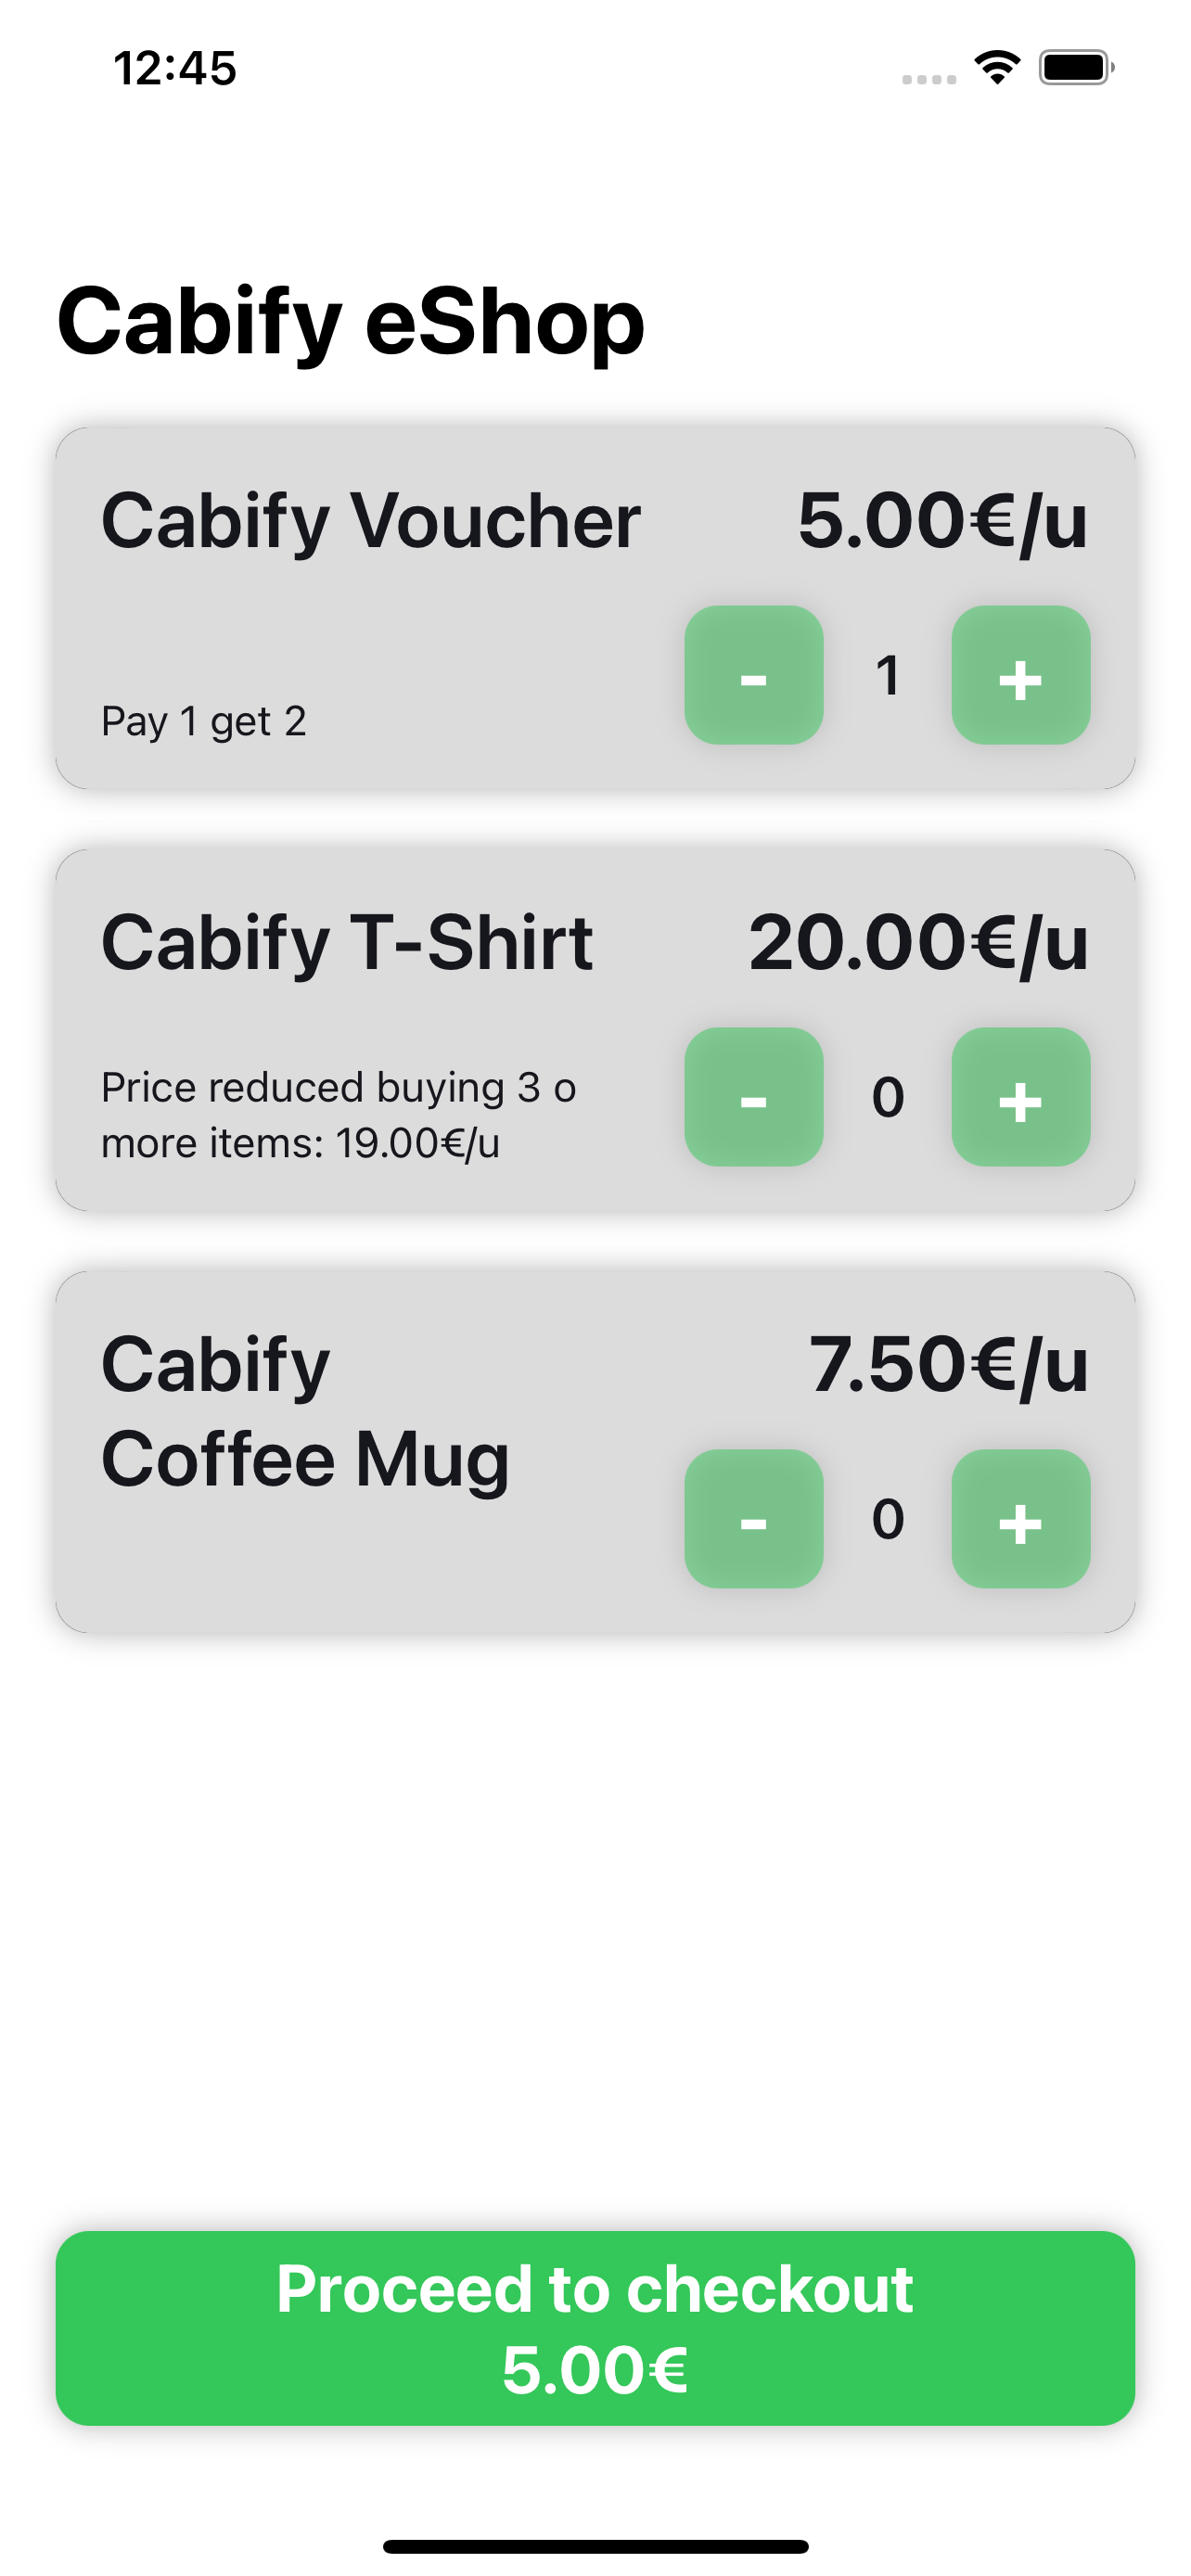 12:45
Cabify eShop
Cabify Voucher 5.00€/u
- 1 +
Pay 1 get 2
Cabify T-Shirt 20.00€/u
Price reduced buying 3 o
more items: 19.00€/u
- 0 +
Cabify 7.50€/u
Coffee Mug
- 0 +
Proceed to checkout
5.00€